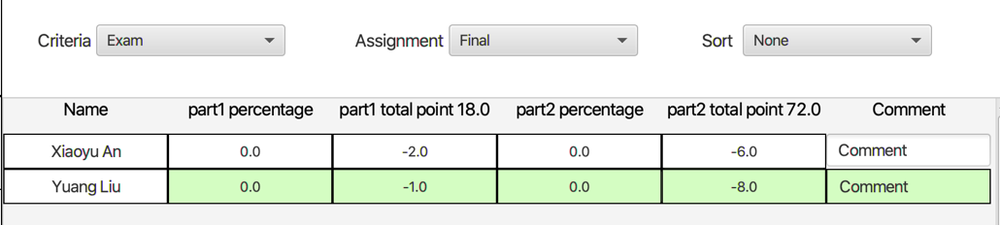 Criteria Exam Assignment Final Sort None
Name part1 percentage part1 total point 18.0 part2 percentage part2 total point 72.0 Comment
Xiaoyu An 0.0 -2.0 0.0 -6.0 Comment
Yuang Liu 0.0 -1.0 0.0 -8.0 Comment